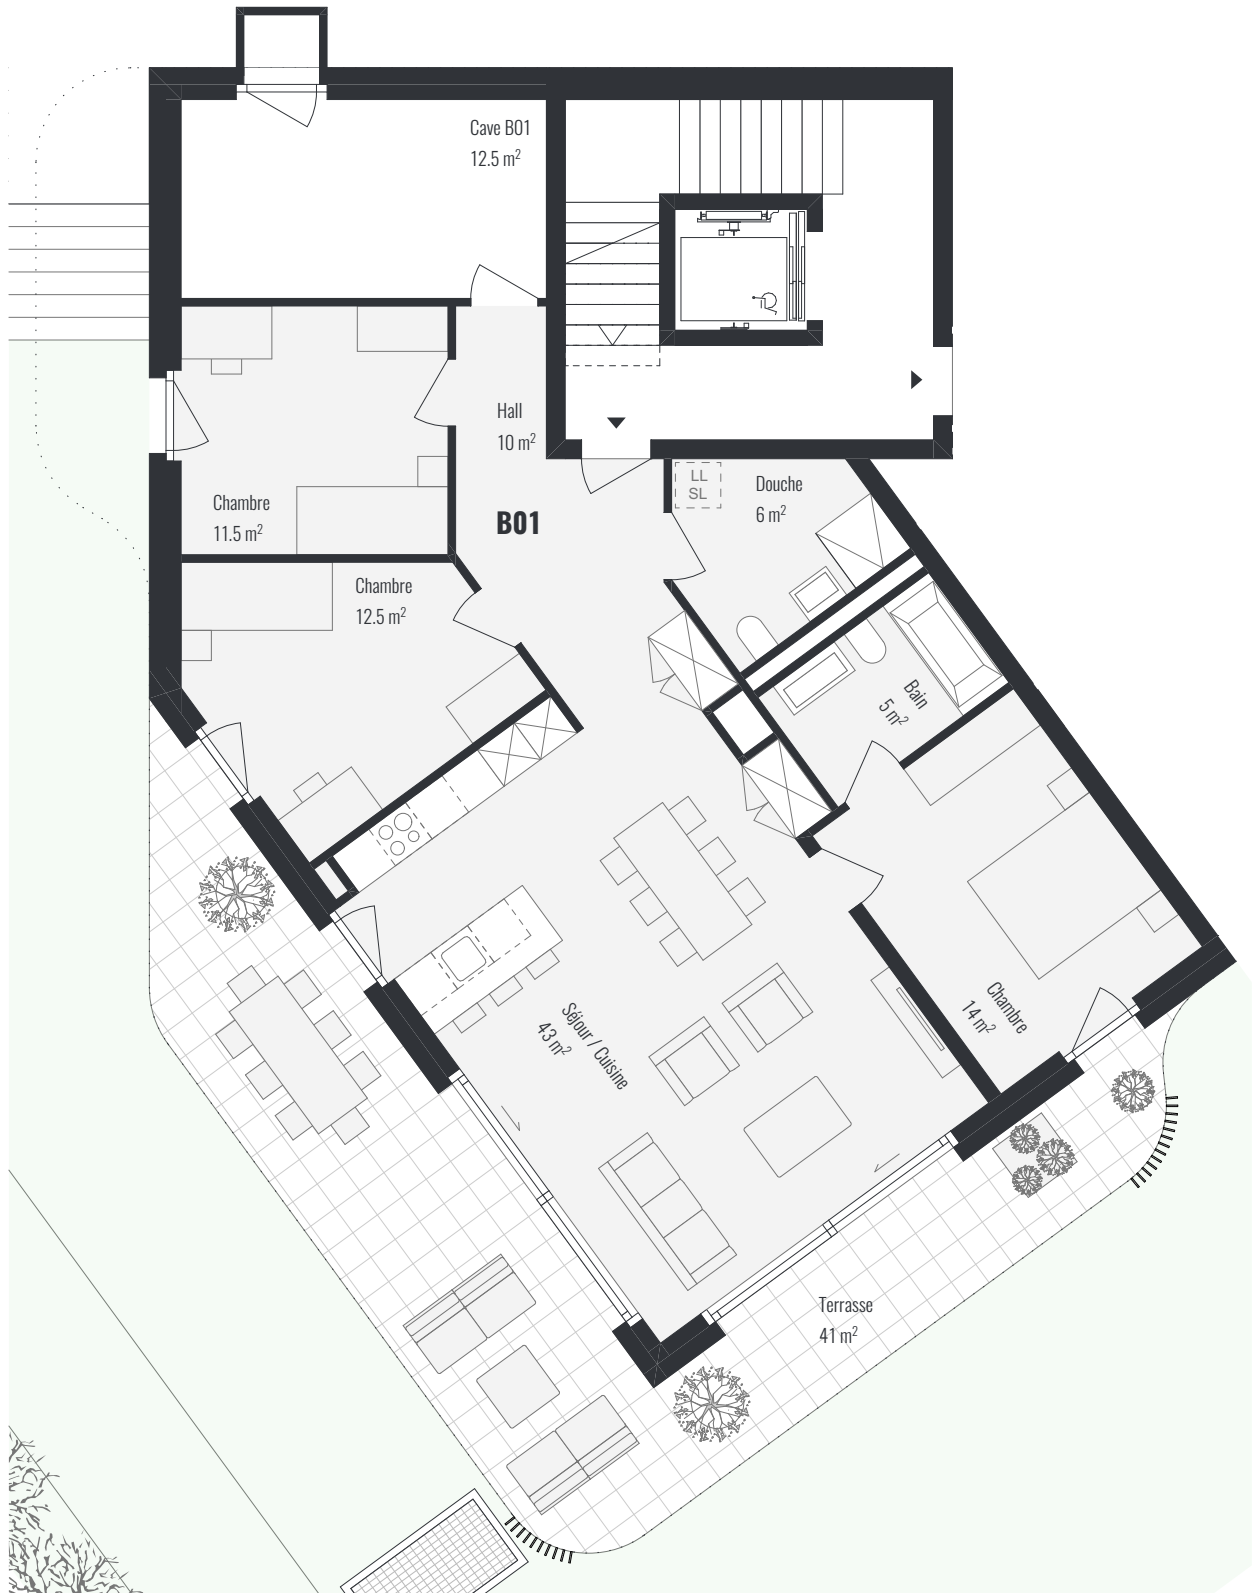 Cave B01
12.5 m²
Hall
10 m²
B01
LL
SL
Douche
6 m²
Chambre
11.5 m²
Chambre
12.5 m²
Bain
5 m²
Chambre
14 m²
Séjour / Cuisine
43 m²
Terrasse
41 m²